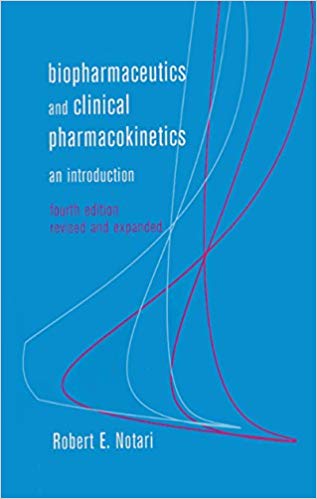 biopharmaceutics
and clinical
pharmacokinetics
an introduction
fourth edition
revised and expanded
Robert E. Notari